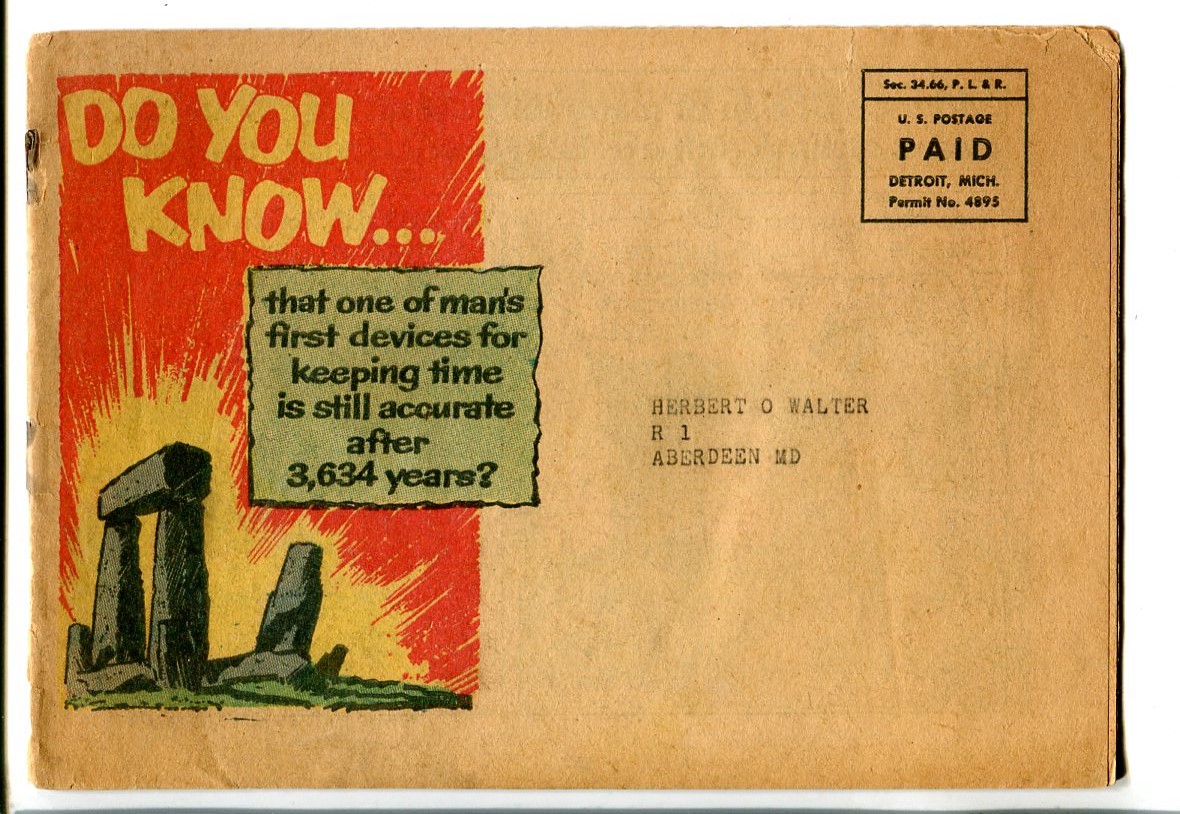 DO YOU
KNOW...
that one of man's
first devices for
keeping time
is still accurate
after
3,634 years?
Sec. 34.66, P. L. & R.
U. S. POSTAGE
PAID
DETROIT, MICH.
Permit No. 4895
HERBERT O WALTER
R 1
ABERDEEN MD